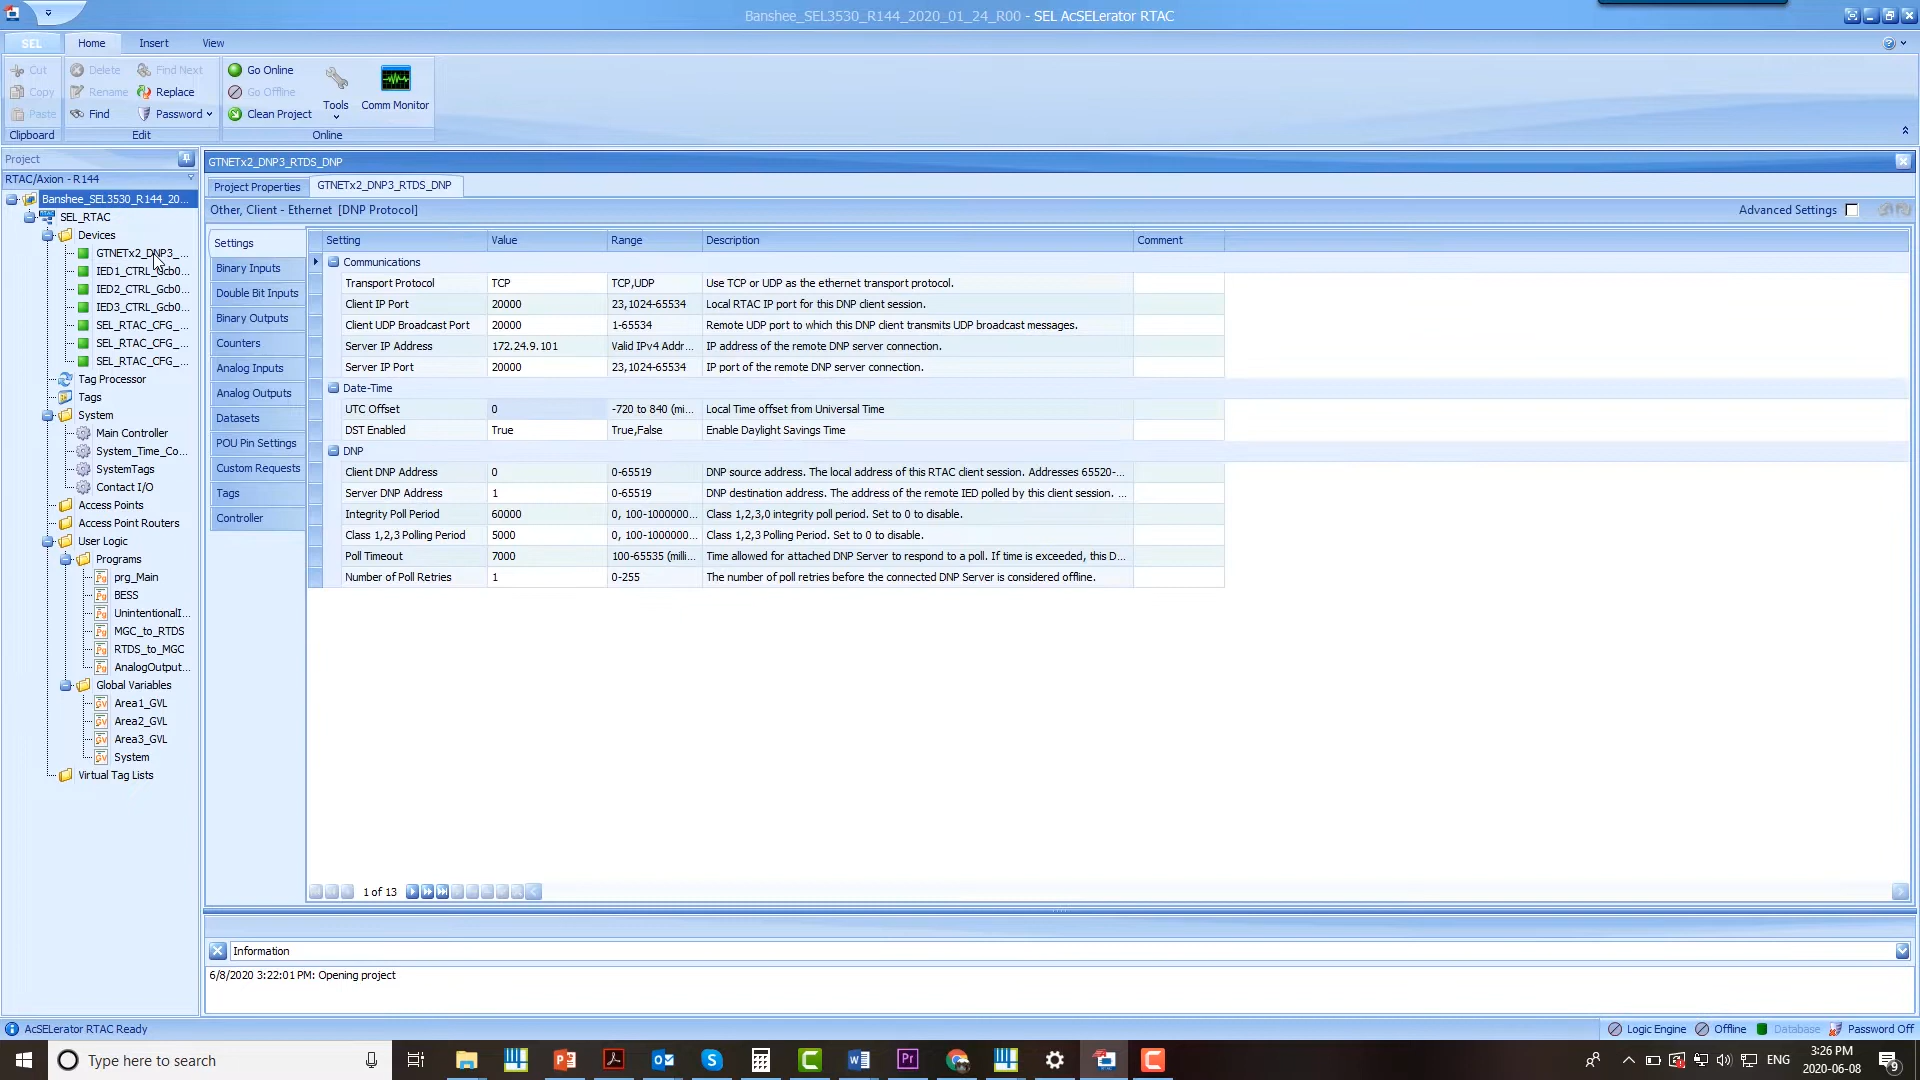 Banshee_SEL3530_R144_2020_01_24_R00 - SEL AcSELerator RTAC
SEL Home Insert View
Cut Delete Find Next Go Online
Copy Rename Replace Go Offline
Paste Find Password Clean Project Tools Comm Monitor
Clipboard Edit Online
Project
RTAC/Axion - R144
Banshee_SEL3530_R144_20...
SEL_RTAC
Devices
GTNETx2_DNP3_...
IED1_CTRL_Gcb0...
IED2_CTRL_Gcb0...
IED3_CTRL_Gcb0...
SEL_RTAC_CFG_...
SEL_RTAC_CFG_...
SEL_RTAC_CFG_...
Tag Processor
Tags
System
Main Controller
System_Time_Co...
SystemTags
Contact I/O
Access Points
Access Point Routers
User Logic
Programs
prg_Main
BESS
UnintentionalI...
MGC_to_RTDS
RTDS_to_MGC
AnalogOutput...
Global Variables
Area1_GVL
Area2_GVL
Area3_GVL
System
Virtual Tag Lists
GTNETx2_DNP3_RTDS_DNP
Project Properties GTNETx2_DNP3_RTDS_DNP
Other, Client - Ethernet [DNP Protocol] Advanced Settings
Settings
Binary Inputs
Double Bit Inputs
Binary Outputs
Counters
Analog Inputs
Analog Outputs
Datasets
POU Pin Settings
Custom Requests
Tags
Controller
Setting Value Range Description Comment
Communications
Transport Protocol TCP TCP,UDP Use TCP or UDP as the ethernet transport protocol.
Client IP Port 20000 23,1024-65534 Local RTAC IP port for this DNP client session.
Client UDP Broadcast Port 20000 1-65534 Remote UDP port to which this DNP client transmits UDP broadcast messages.
Server IP Address 172.24.9.101 Valid IPv4 Addr... IP address of the remote DNP server connection.
Server IP Port 20000 23,1024-65534 IP port of the remote DNP server connection.
Date-Time
UTC Offset 0 -720 to 840 (mi... Local Time offset from Universal Time
DST Enabled True True,False Enable Daylight Savings Time
DNP
Client DNP Address 0 0-65519 DNP source address. The local address of this RTAC client session. Addresses 65520-...
Server DNP Address 1 0-65519 DNP destination address. The address of the remote IED polled by this client session. ...
Integrity Poll Period 60000 0, 100-1000000... Class 1,2,3,0 integrity poll period. Set to 0 to disable.
Class 1,2,3 Polling Period 5000 0, 100-1000000... Class 1,2,3 Polling Period. Set to 0 to disable.
Poll Timeout 7000 100-65535 (milli... Time allowed for attached DNP Server to respond to a poll. If time is exceeded, this D...
Number of Poll Retries 1 0-255 The number of poll retries before the connected DNP Server is considered offline.
1 of 13
Information
6/8/2020 3:22:01 PM: Opening project
AcSELerator RTAC Ready Logic Engine Offline Database Password Off
Type here to search ENG 3:26 PM
2020-06-08
9